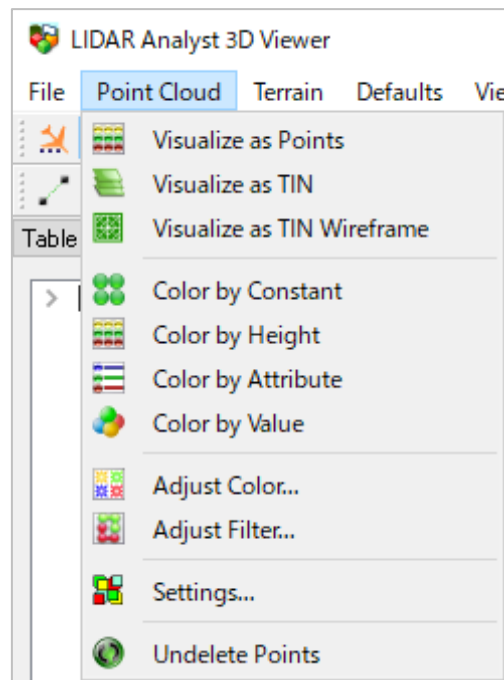 LIDAR Analyst 3D Viewer
File Point Cloud Terrain Defaults
Visualize as Points
Visualize as TIN
Table
Visualize as TIN Wireframe
Color by Constant
Color by Height
Color by Attribute
Color by Value
Adjust Color...
Adjust Filter...
Settings...
Undelete Points